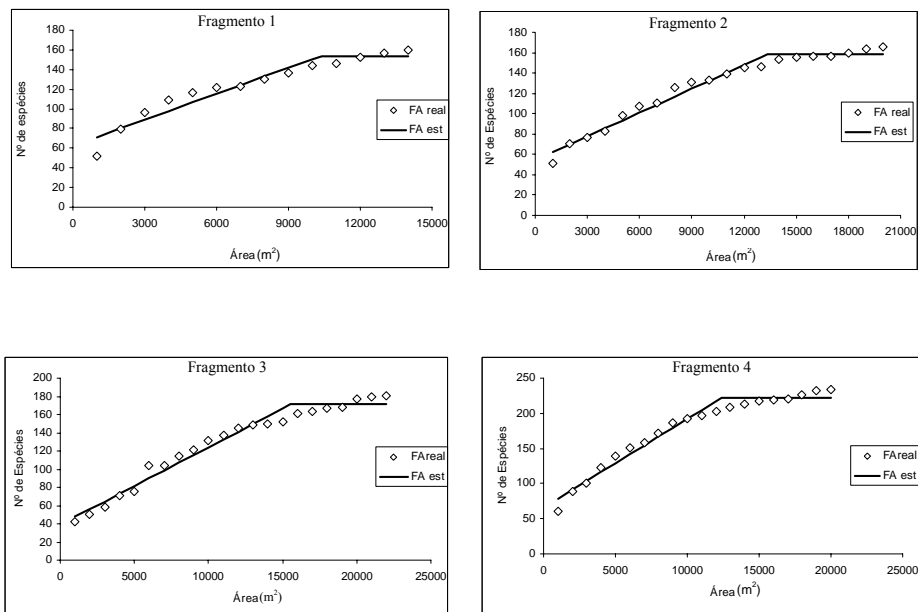 Fragmento 1
180
160
140
120
100
80
60
40
20
0
Nº de espécies
0 3000 6000 9000 12000 15000
Área (m²)
FA real
FA est
Fragmento 2
180
160
140
120
100
80
60
40
20
0
Nº de Espécies
0 3000 6000 9000 12000 15000 18000 21000
Área (m²)
FA real
FA est
Fragmento 3
200
180
160
140
120
100
80
60
40
20
0
Nº de Espécies
0 5000 10000 15000 20000 25000
Área (m²)
FA real
FA est
Fragmento 4
250
200
150
100
50
0
Nº de Espécies
0 5000 10000 15000 20000 25000
Área (m²)
FA real
FA est